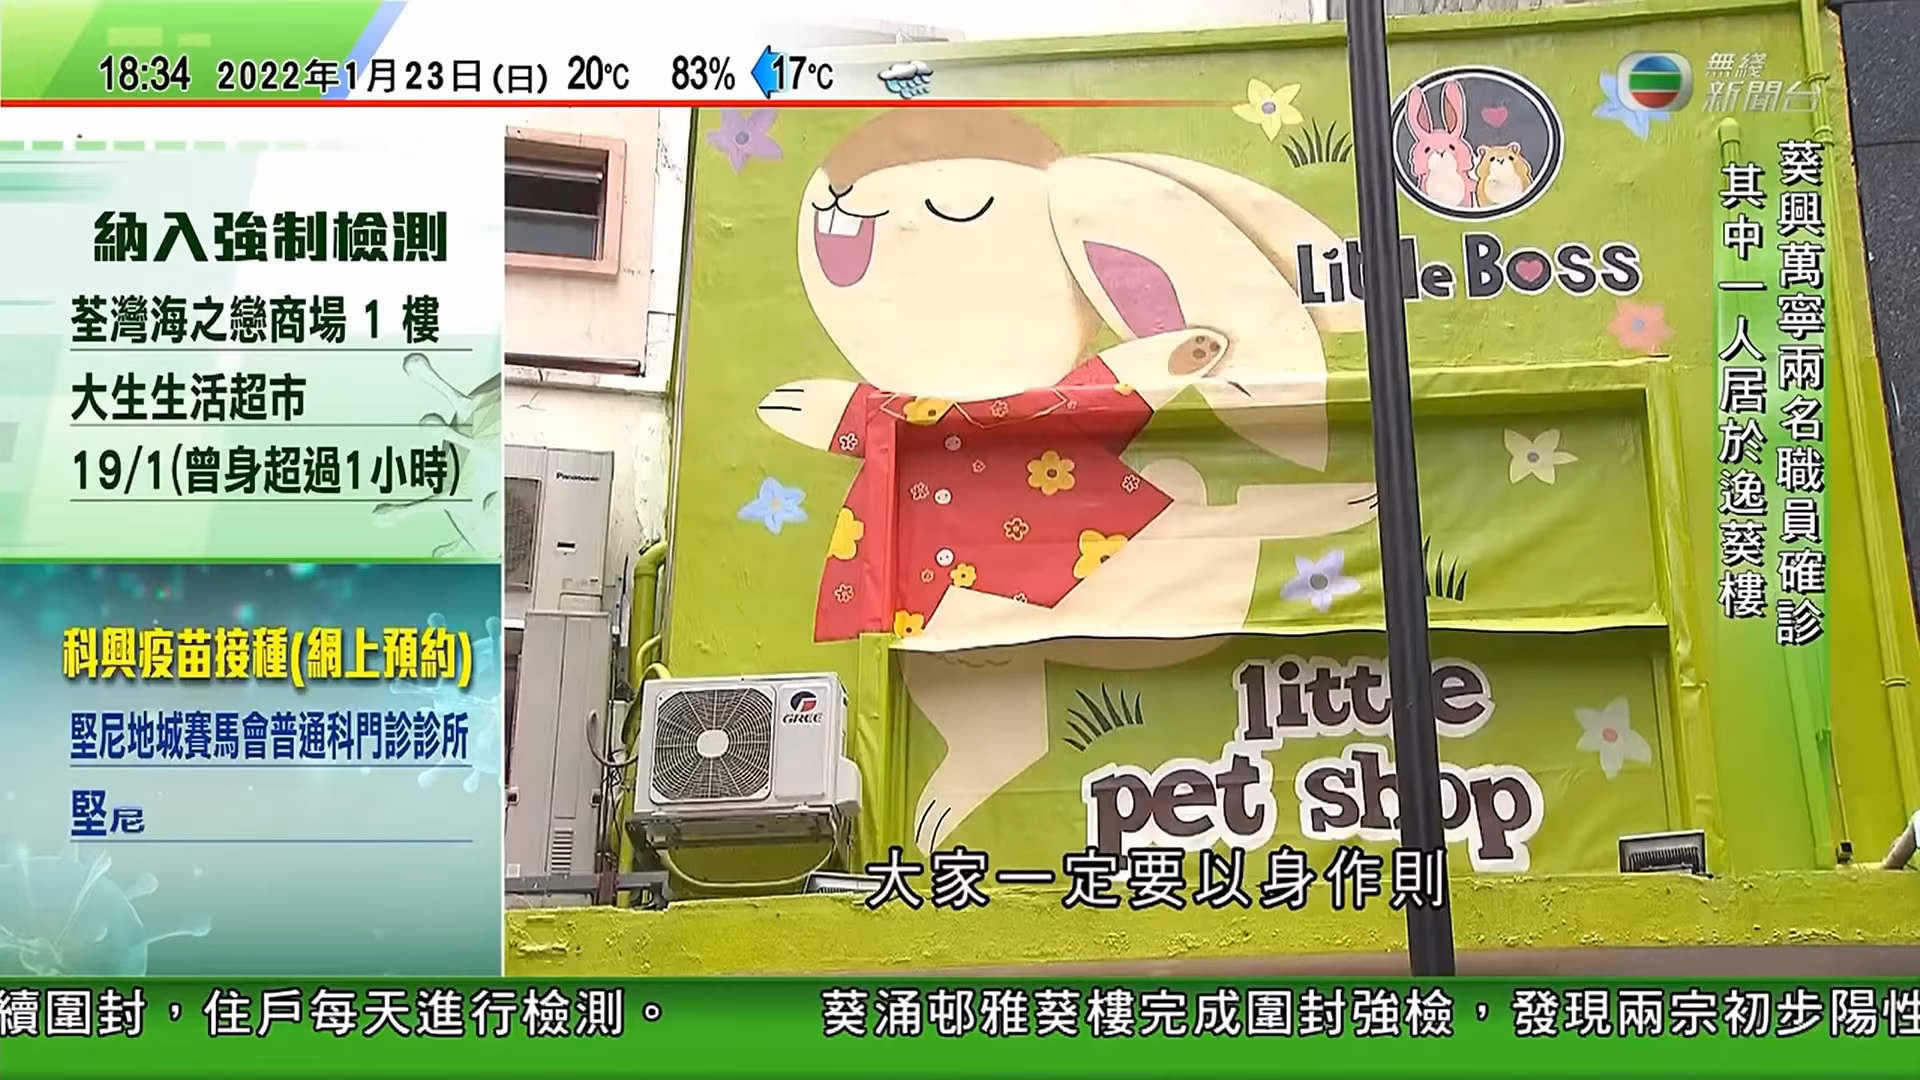 18:34 2022年1月23日(日) 20℃ 83% 17℃
無綫
新聞台
納入強制檢測
荃灣海之戀商場 1 樓
大生生活超市
19/1(曾身超過1小時)
科興疫苗接種(網上預約)
堅尼地城賽馬會普通科門診診所
堅尼
Panasonic
GREE
Little Boss
little
pet shop
葵興萬寧兩名職員確診
其中一人居於逸葵樓
大家一定要以身作則
續圍封，住戶每天進行檢測。 葵涌邨雅葵樓完成圍封強檢，發現兩宗初步陽性